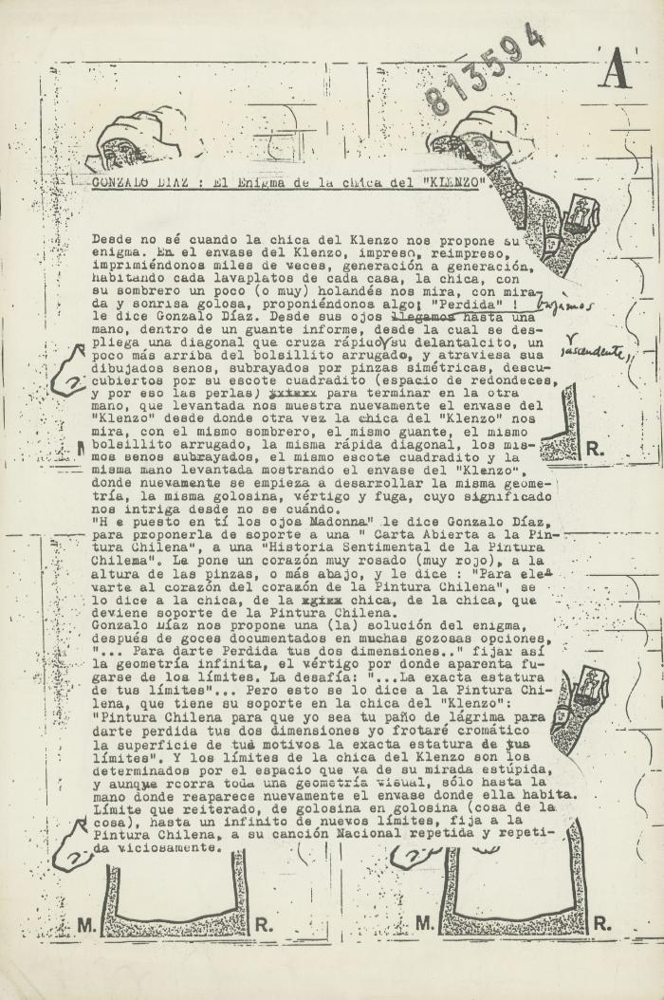 813594
'A'
GONZALO DIAZ : El Enigma de la chica del "KLENZO".
Desde no sé cuando la chica del Klenzo nos propone su
enigma. En el envase del Klenzo, impreso, reimpreso,
imprimiéndonos miles de veces, generación a generación,
habitando cada lavaplatos de cada casa, la chica, con
su sombrero un poco (o muy) holandés nos mira, con mira-
da y sonrisa golosa, proponiéndonos algo: "Perdida" ! bajamos
le dice Gonzalo Díaz. Desde sus ojos llegamos hasta una
mano, dentro de un guante informe, desde la cual se des-
pliega una diagonal que cruza rápido su delantalcito, un
poco más arriba del bolsillito arrugado, y atraviesa sus
dibujados senos, subrayados por pinzas simétricas, descu-
cubiertos por su escote cuadradito (espacio de redondeces,
y por eso las perlas) para terminar en la otra
mano, que levantada nos muestra nuevamente el envase del
"Klenzo" desde donde otra vez la chica del "Klenzo" nos
mira, con el mismo sombrero, el mismo guante, el mismo
bolsillito arrugado, la misma rápida diagonal, los mis-
mos senos subrayados, el mismo escote cuadradito y la
misma mano levantada mostrando el envase del "Klenzo",
donde nuevamente se empieza a desarrollar la misma geome-
tría, la misma golosina, vértigo y fuga, cuyo significado
nos intriga desde no se cuándo.
"H e puesto en tí los ojos Madonna" le dice Gonzalo Díaz,
para proponerla de soporte a una " Carta Abierta a la Pin-
tura Chilena", a una "Historia Sentimental de la Pintura
Chilena". Le pone un corazón muy rosado (muy rojo), a la
altura de las pinzas, o más abajo, y le dice : "Para ele-
varte al corazón del corazón de la Pintura Chilena", se
lo dice a la chica, de la chica, de la chica, que
deviene soporte de la Pintura Chilena.
Gonzalo Díaz nos propone una (la) solución del enigma,
después de goces documentados en muchas gozosas opciones,
"... Para darte Perdida tus dos dimensiones.." fijar así
la geometría infinita, el vértigo por donde aparenta fu-
garse de los límites. La desafía: "...La exacta estatura
de tus límites"... Pero esto se lo dice a la Pintura Chi-
lena, que tiene su soporte en la chica del "Klenzo":
"Pintura Chilena para que yo sea tu paño de lágrima para
darte perdida tus dos dimensiones yo frotaré cromático
la superficie de tus motivos la exacta estatura de tus
límites". Y los límites de la chica del Klenzo son los
determinados por el espacio que va de su mirada estúpida,
y aunque rcorra toda una geometría visual, sólo hasta la
mano donde reaparece nuevamente el envase donde ella habita.
Límite que reiterado, de golosina en golosina (cosa de la
cosa), hasta un infinito de nuevos límites, fija a la
Pintura Chilena, a su canción Nacional repetida y repeti-
da viciosamente.
R.
M. R.
M. R.